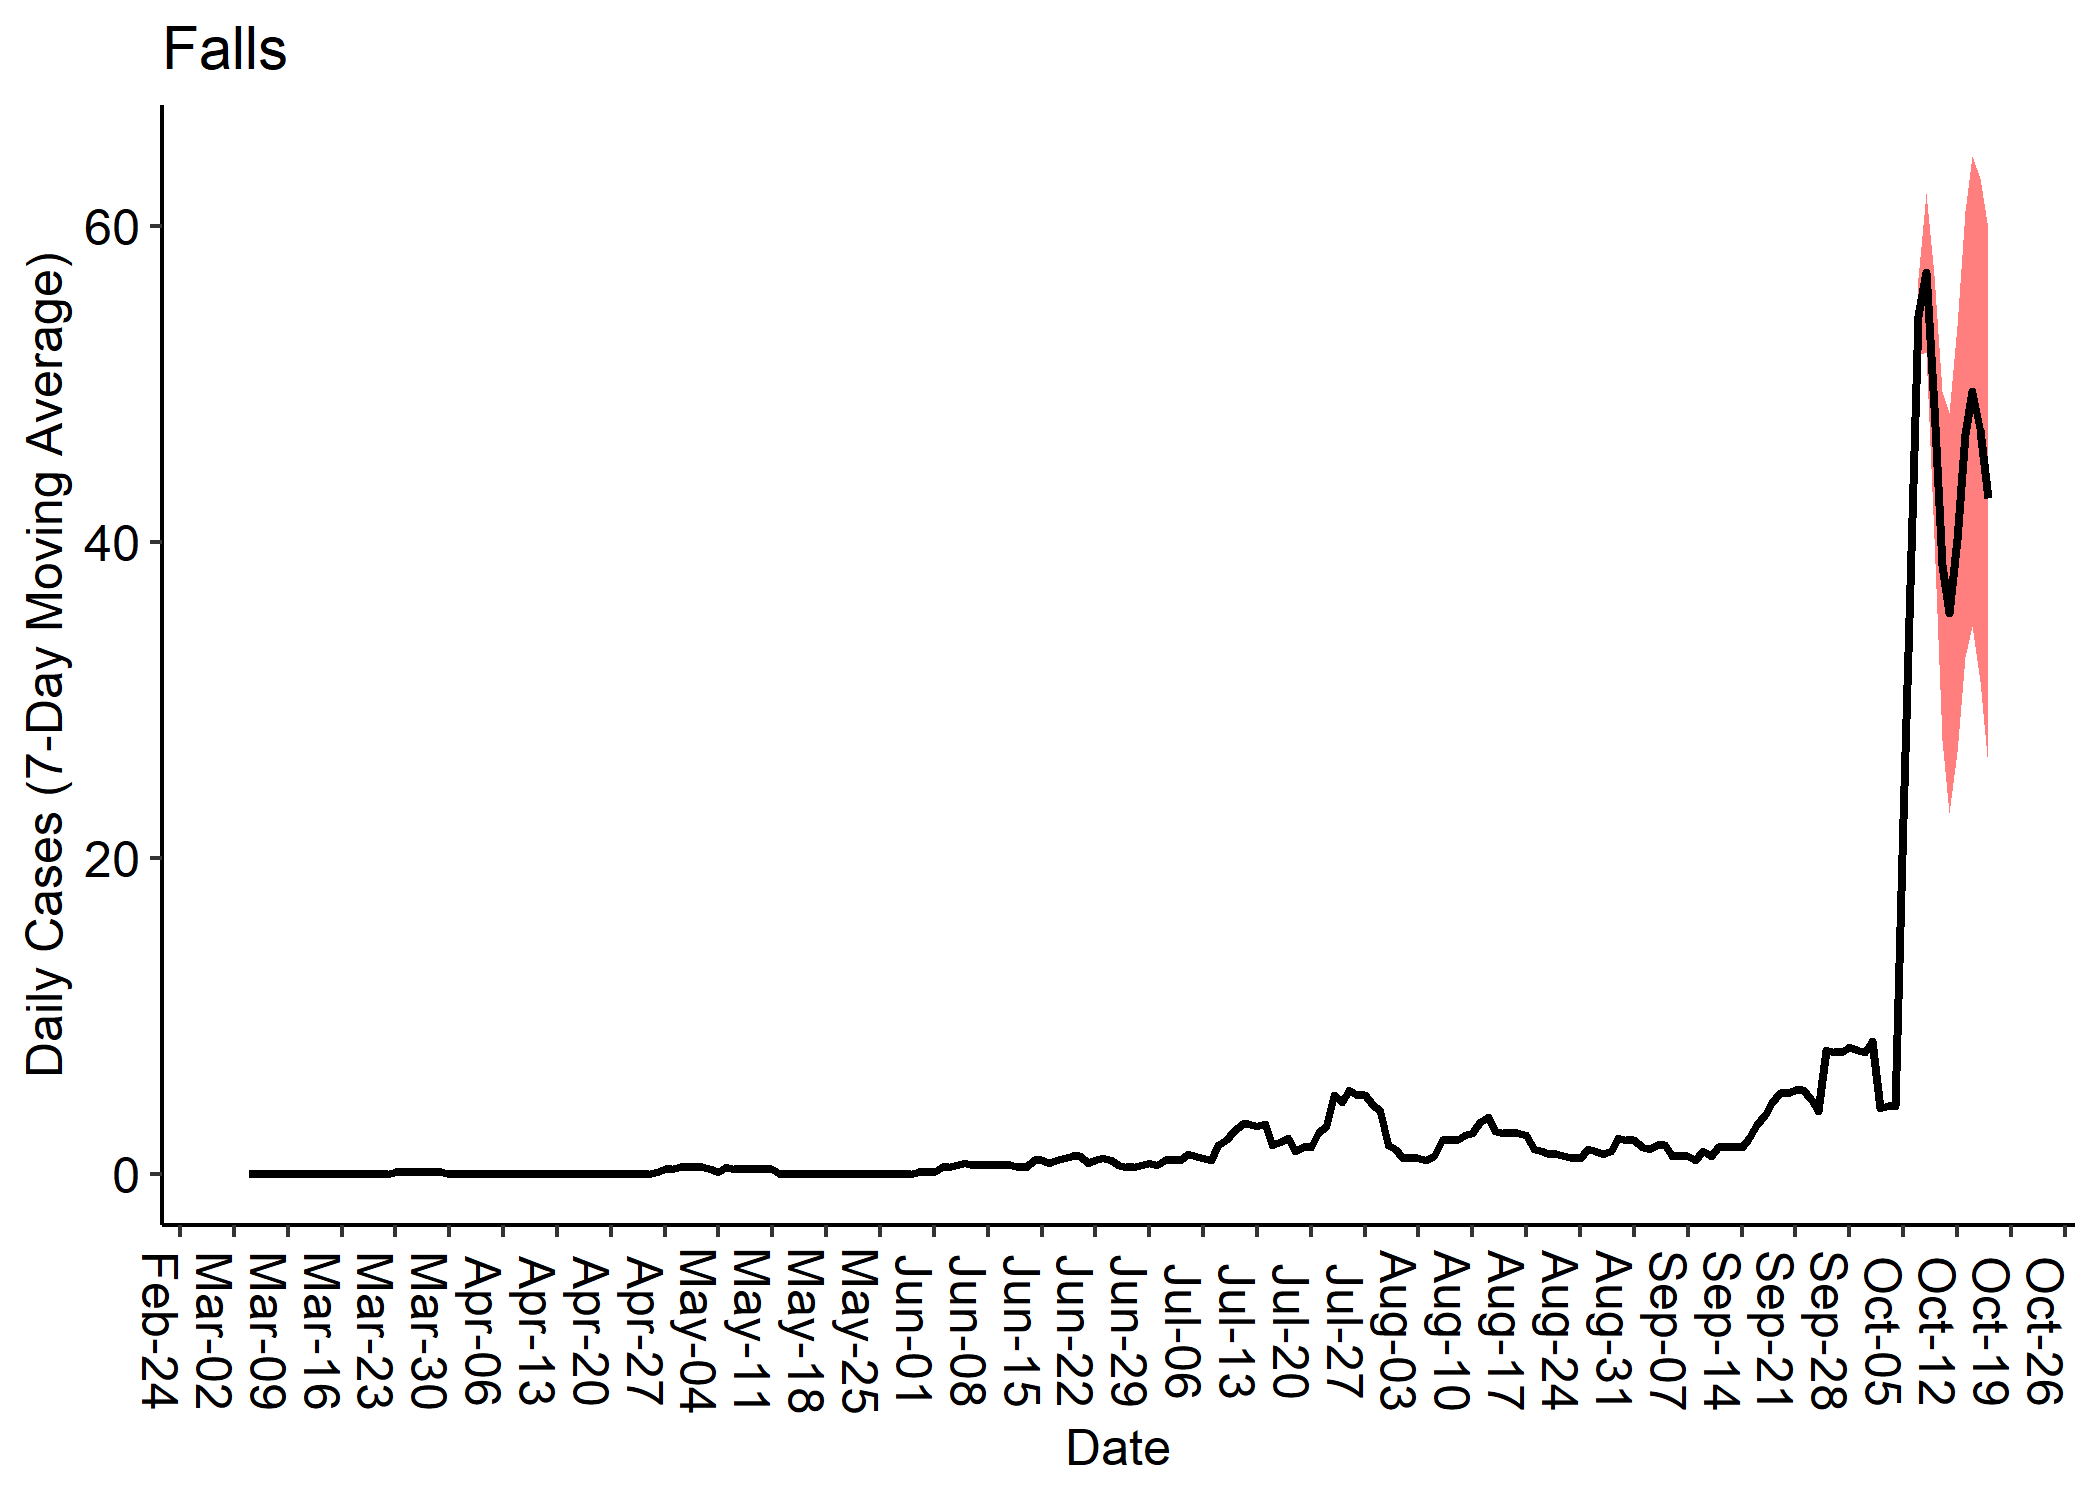 Falls
Daily Cases (7-Day Moving Average)
60
40
20
0
Feb-24
Mar-02
Mar-09
Mar-16
Mar-23
Mar-30
Apr-06
Apr-13
Apr-20
Apr-27
May-04
May-11
May-18
May-25
Jun-01
Jun-08
Jun-15
Jun-22
Jun-29
Jul-06
Jul-13
Jul-20
Jul-27
Aug-03
Aug-10
Aug-17
Aug-24
Aug-31
Sep-07
Sep-14
Sep-21
Sep-28
Oct-05
Oct-12
Oct-19
Oct-26
Date